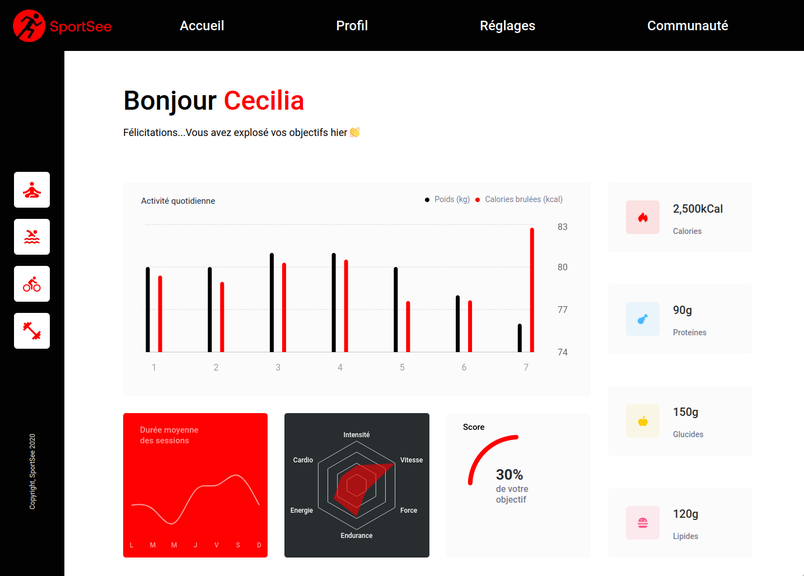 SportSee
Accueil
Profil
Réglages
Communauté
Bonjour Cecilia
Félicitations...Vous avez explosé vos objectifs hier 👏
Activité quotidienne
Poids (kg)
Calories brulées (kcal)
83
80
77
74
1 2 3 4 5 6 7
2,500kCal
Calories
90g
Proteines
150g
Glucides
120g
Lipides
Durée moyenne
des sessions
L M M J V S D
Intensité
Vitesse
Force
Endurance
Energie
Cardio
Score
30%
de votre
objectif
Copyright, SportSee 2020